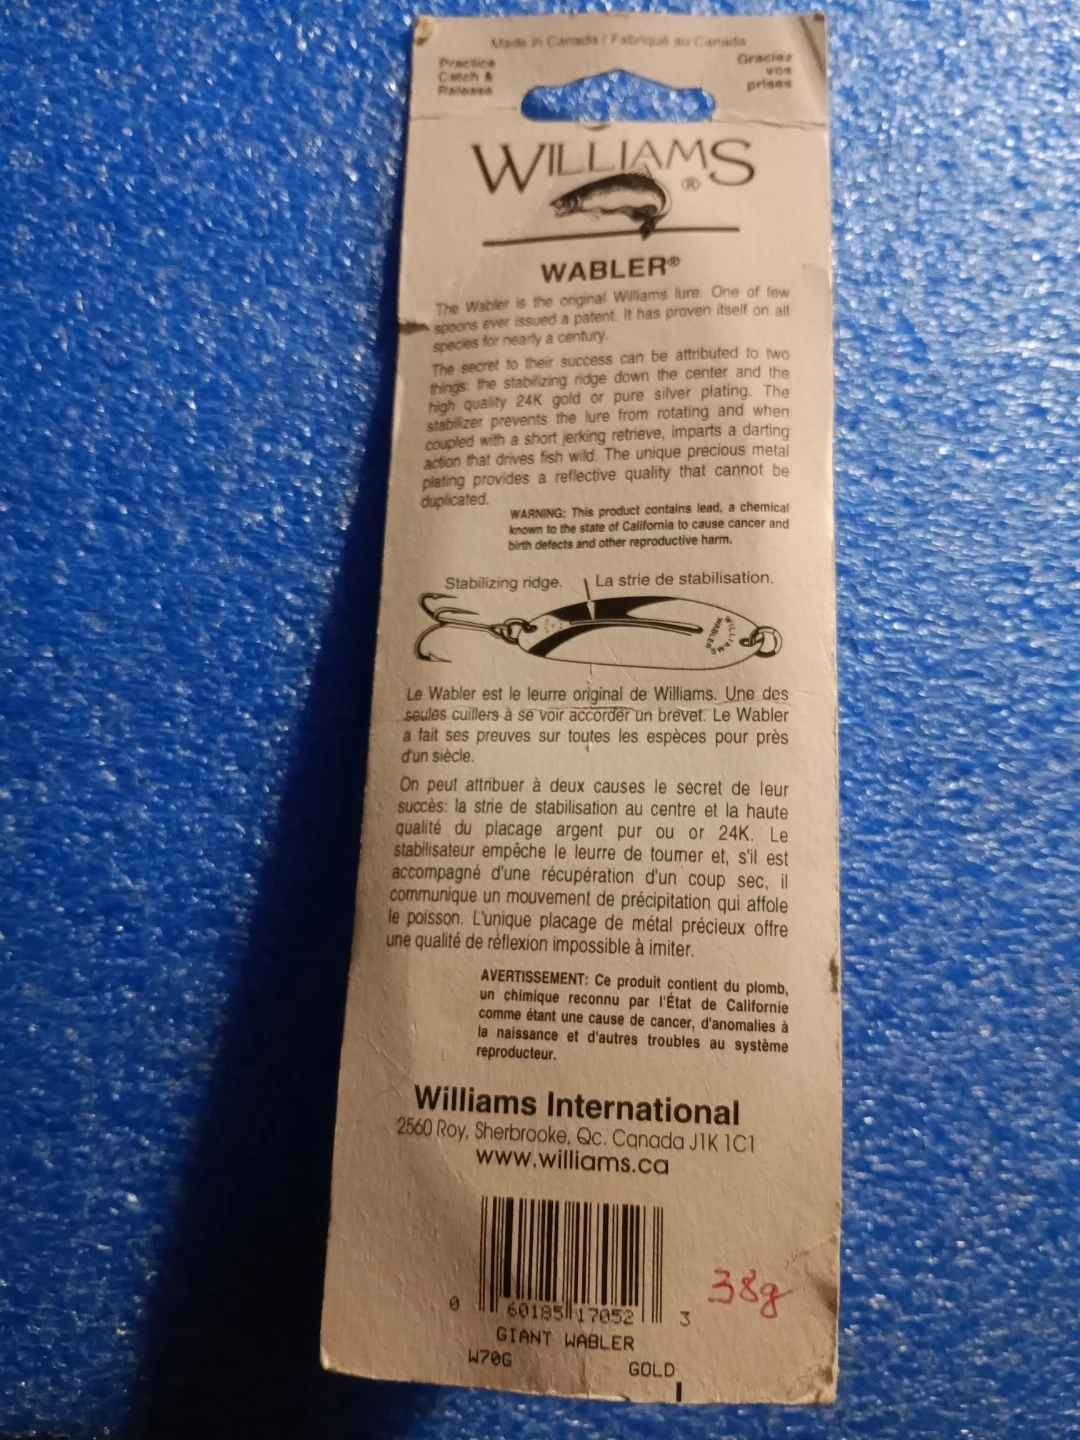 Made in Canada / Fabriqué au Canada
Practice
Catch &
Release
Graciez
vos
prises
WILLIAMS
®
WABLER®
The Wabler is the original Williams lure. One of few
spoons ever issued a patent. It has proven itself on all
species for nearly a century.
The secret to their success can be attributed to two
things: the stabilizing ridge down the center and the
high quality 24K gold or pure silver plating. The
stabilizer prevents the lure from rotating and when
coupled with a short jerking retrieve, imparts a darting
action that drives fish wild. The unique precious metal
plating provides a reflective quality that cannot be
duplicated.
WARNING: This product contains lead, a chemical
known to the state of California to cause cancer and
birth defects and other reproductive harm.
Stabilizing ridge.
La strie de stabilisation.
WILLIAMS
WABLER
Le Wabler est le leurre original de Williams. Une des
seules cuillers à se voir accorder un brevet. Le Wabler
a fait ses preuves sur toutes les espèces pour près
d'un siècle.
On peut attribuer à deux causes le secret de leur
succès: la strie de stabilisation au centre et la haute
qualité du placage argent pur ou or 24K. Le
stabilisateur empêche le leurre de tourner et, s'il est
accompagné d'une récupération d'un coup sec, il
communique un mouvement de précipitation qui affole
le poisson. L'unique placage de métal précieux offre
une qualité de réflexion impossible à imiter.
AVERTISSEMENT: Ce produit contient du plomb,
un chimique reconnu par l'État de Californie
comme étant une cause de cancer, d'anomalies à
la naissance et d'autres troubles au système
reproducteur.
Williams International
2560 Roy, Sherbrooke, Qc. Canada J1K 1C1
www.williams.ca
38g
0 60185 17052 3
GIANT WABLER
W70G GOLD